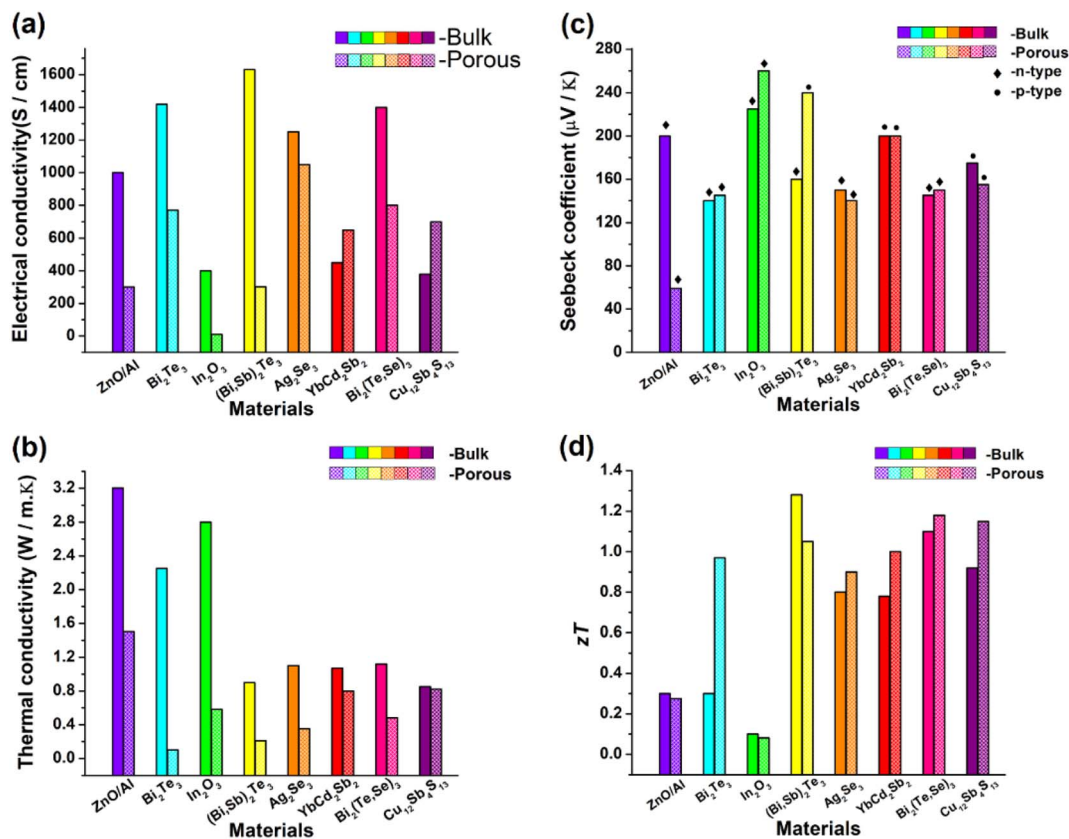 (a)
-Bulk
-Porous
Electrical conductivity(S / cm)
1600
1400
1200
1000
800
600
400
200
0
ZnO/Al
Bi₂Te₃
In₂O₃
(Bi,Sb)₂Te₃
Ag₂Se₃
YbCd₂Sb₂
Bi₂(Te,Se)₃
Cu₁₂Sb₄S₁₃
Materials
(c)
-Bulk
-Porous
-n-type
-p-type
Seebeck coefficient (μV / K)
280
240
200
160
120
80
40
0
ZnO/Al
Bi₂Te₃
In₂O₃
(Bi,Sb)₂Te₃
Ag₂Se₃
YbCd₂Sb₂
Bi₂(Te,Se)₃
Cu₁₂Sb₄S₁₃
Materials
(b)
-Bulk
-Porous
Thermal conductivity (W / m.K)
3.2
2.8
2.4
2.0
1.6
1.2
0.8
0.4
0.0
ZnO/Al
Bi₂Te₃
In₂O₃
(Bi,Sb)₂Te₃
Ag₂Se₃
YbCd₂Sb₂
Bi₂(Te,Se)₃
Cu₁₂Sb₄S₁₃
Materials
(d)
-Bulk
-Porous
zT
1.4
1.2
1.0
0.8
0.6
0.4
0.2
0.0
ZnO/Al
Bi₂Te₃
In₂O₃
(Bi,Sb)₂Te₃
Ag₂Se₃
YbCd₂Sb₂
Bi₂(Te,Se)₃
Cu₁₂Sb₄S₁₃
Materials